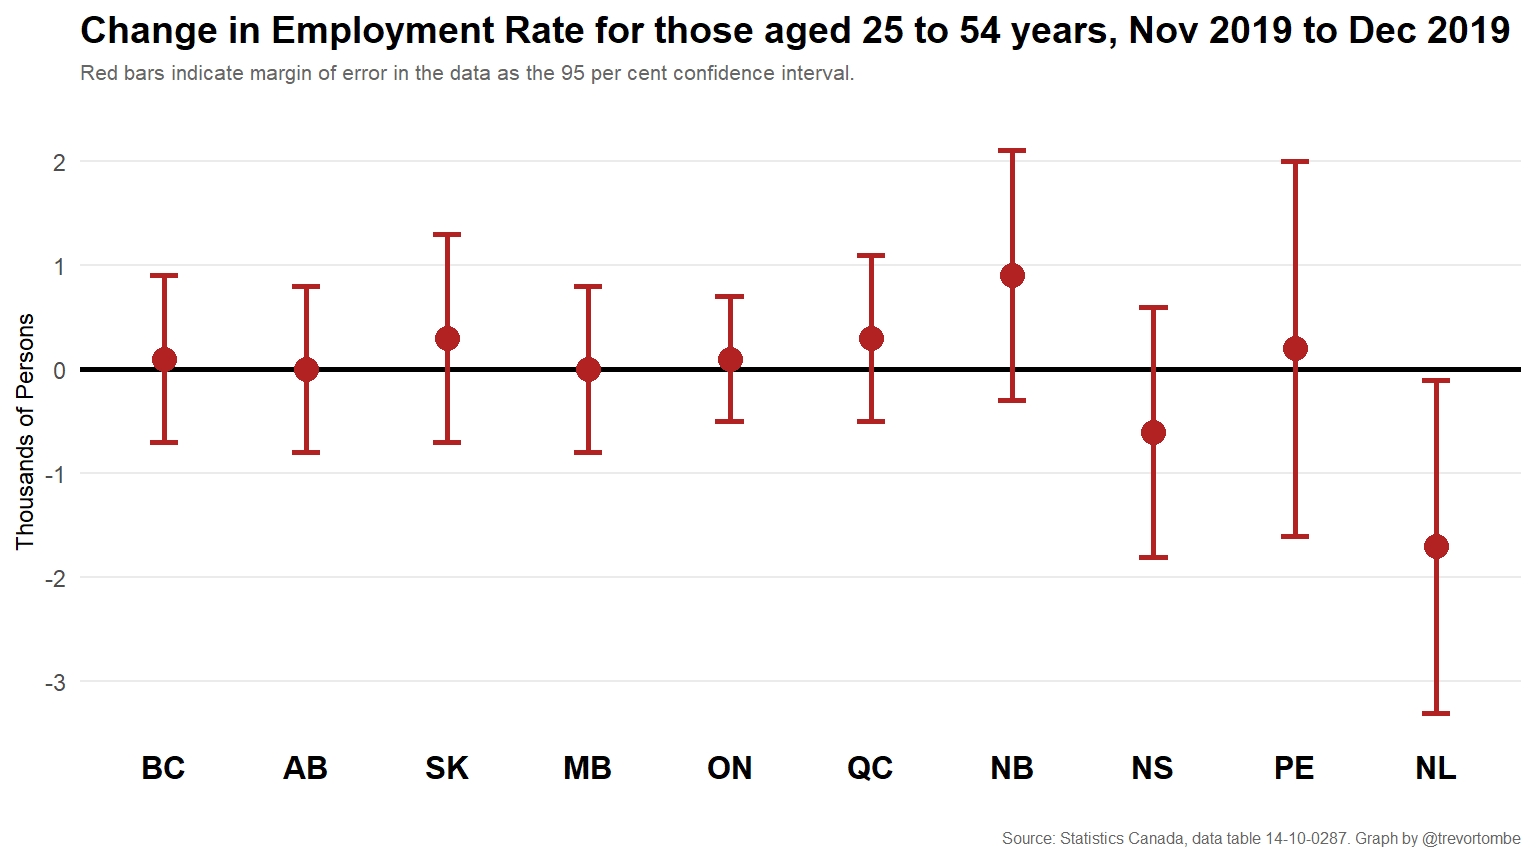 Change in Employment Rate for those aged 25 to 54 years, Nov 2019 to Dec 2019
Red bars indicate margin of error in the data as the 95 per cent confidence interval.
Thousands of Persons
2
1
0
-1
-2
-3
BC AB SK MB ON QC NB NS PE NL
Source: Statistics Canada, data table 14-10-0287. Graph by @trevortombe